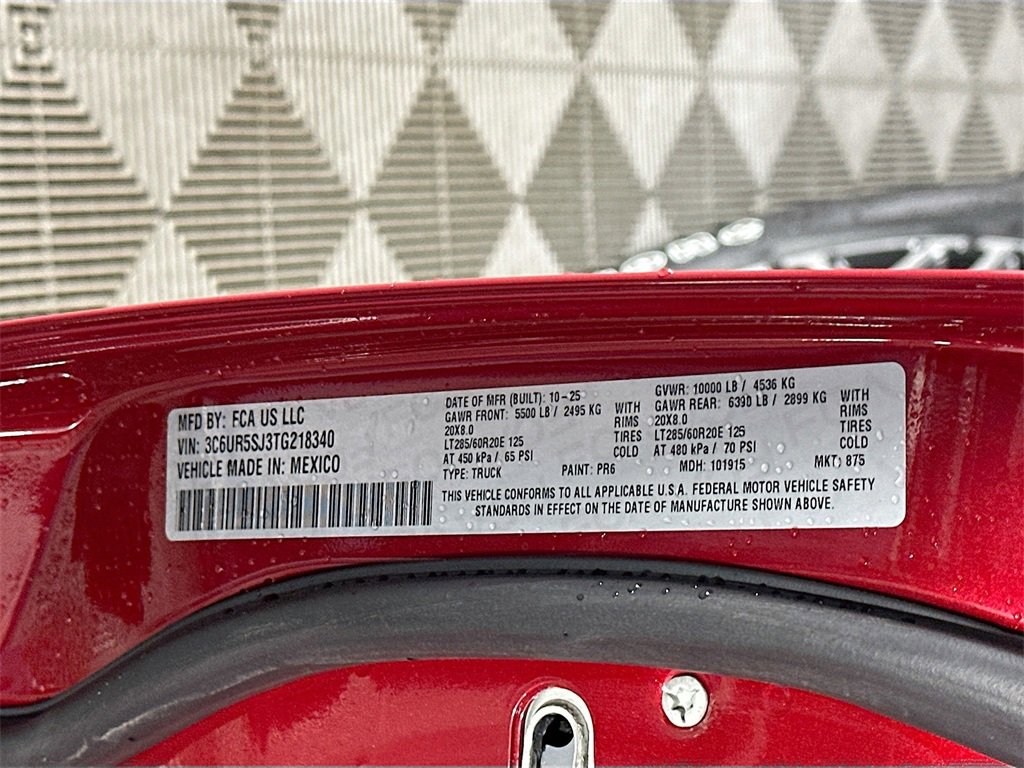 MFD BY: FCA US LLC
VIN: 3C6UR5SJ3TG218340
VEHICLE MADE IN: MEXICO
DATE OF MFR (BUILT): 10-25
GAWR FRONT: 5500 LB / 2495 KG
20X8.0
LT285/60R20E 125
AT 450 kPa / 65 PSI
WITH
RIMS
TIRES
COLD
GVWR: 10000 LB / 4536 KG
GAWR REAR: 6390 LB / 2899 KG
20X8.0
LT285/60R20E 125
AT 480 kPa / 70 PSI
WITH
RIMS
TIRES
COLD
TYPE: TRUCK PAINT: PR6 MDH: 101915 MKT: 875
THIS VEHICLE CONFORMS TO ALL APPLICABLE U.S.A. FEDERAL MOTOR VEHICLE SAFETY
STANDARDS IN EFFECT ON THE DATE OF MANUFACTURE SHOWN ABOVE.